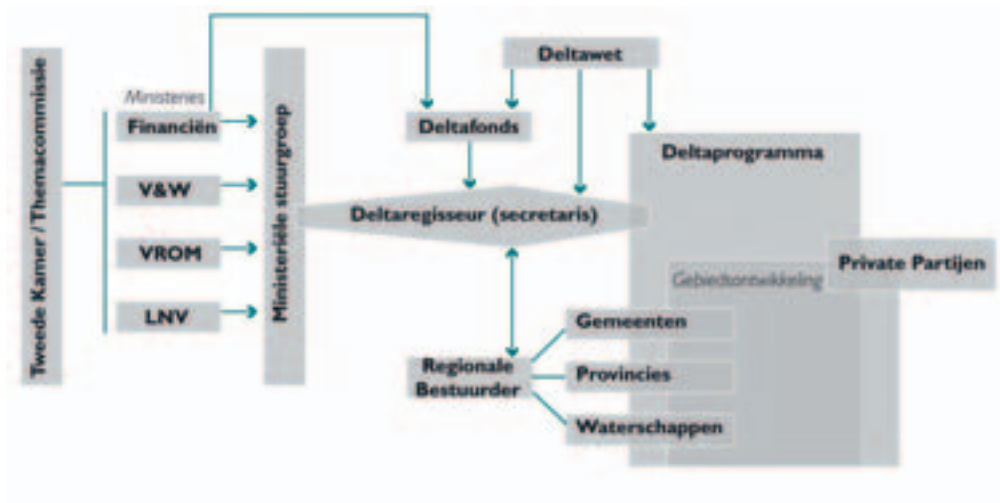 Tweede Kamer / Themacommissie
Ministeries
Financiën
V&W
VROM
LNV
Ministeriële stuurgroep
Deltawet
Deltafonds
Deltaprogramma
Deltaregisseur (secretaris)
Private Partijen
Gebiedsontwikkeling
Gemeenten
Regionale
Bestuurder
Provincies
Waterschappen